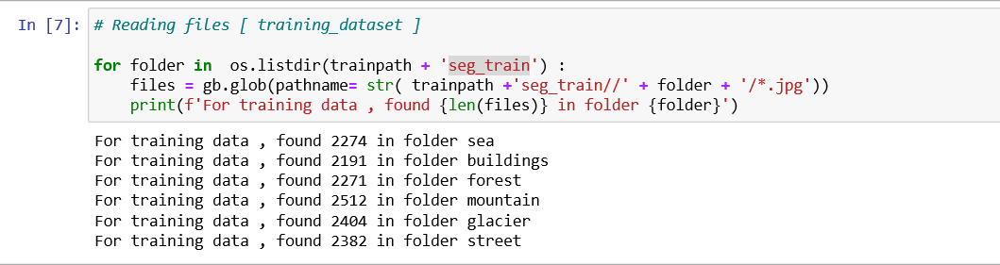 In [7]: # Reading files [ training_dataset ]
for folder in  os.listdir(trainpath + 'seg_train') :
    files = gb.glob(pathname= str( trainpath +'seg_train//' + folder + '/*.jpg'))
    print(f'For training data , found {len(files)} in folder {folder}')
For training data , found 2274 in folder sea
For training data , found 2191 in folder buildings
For training data , found 2271 in folder forest
For training data , found 2512 in folder mountain
For training data , found 2404 in folder glacier
For training data , found 2382 in folder street